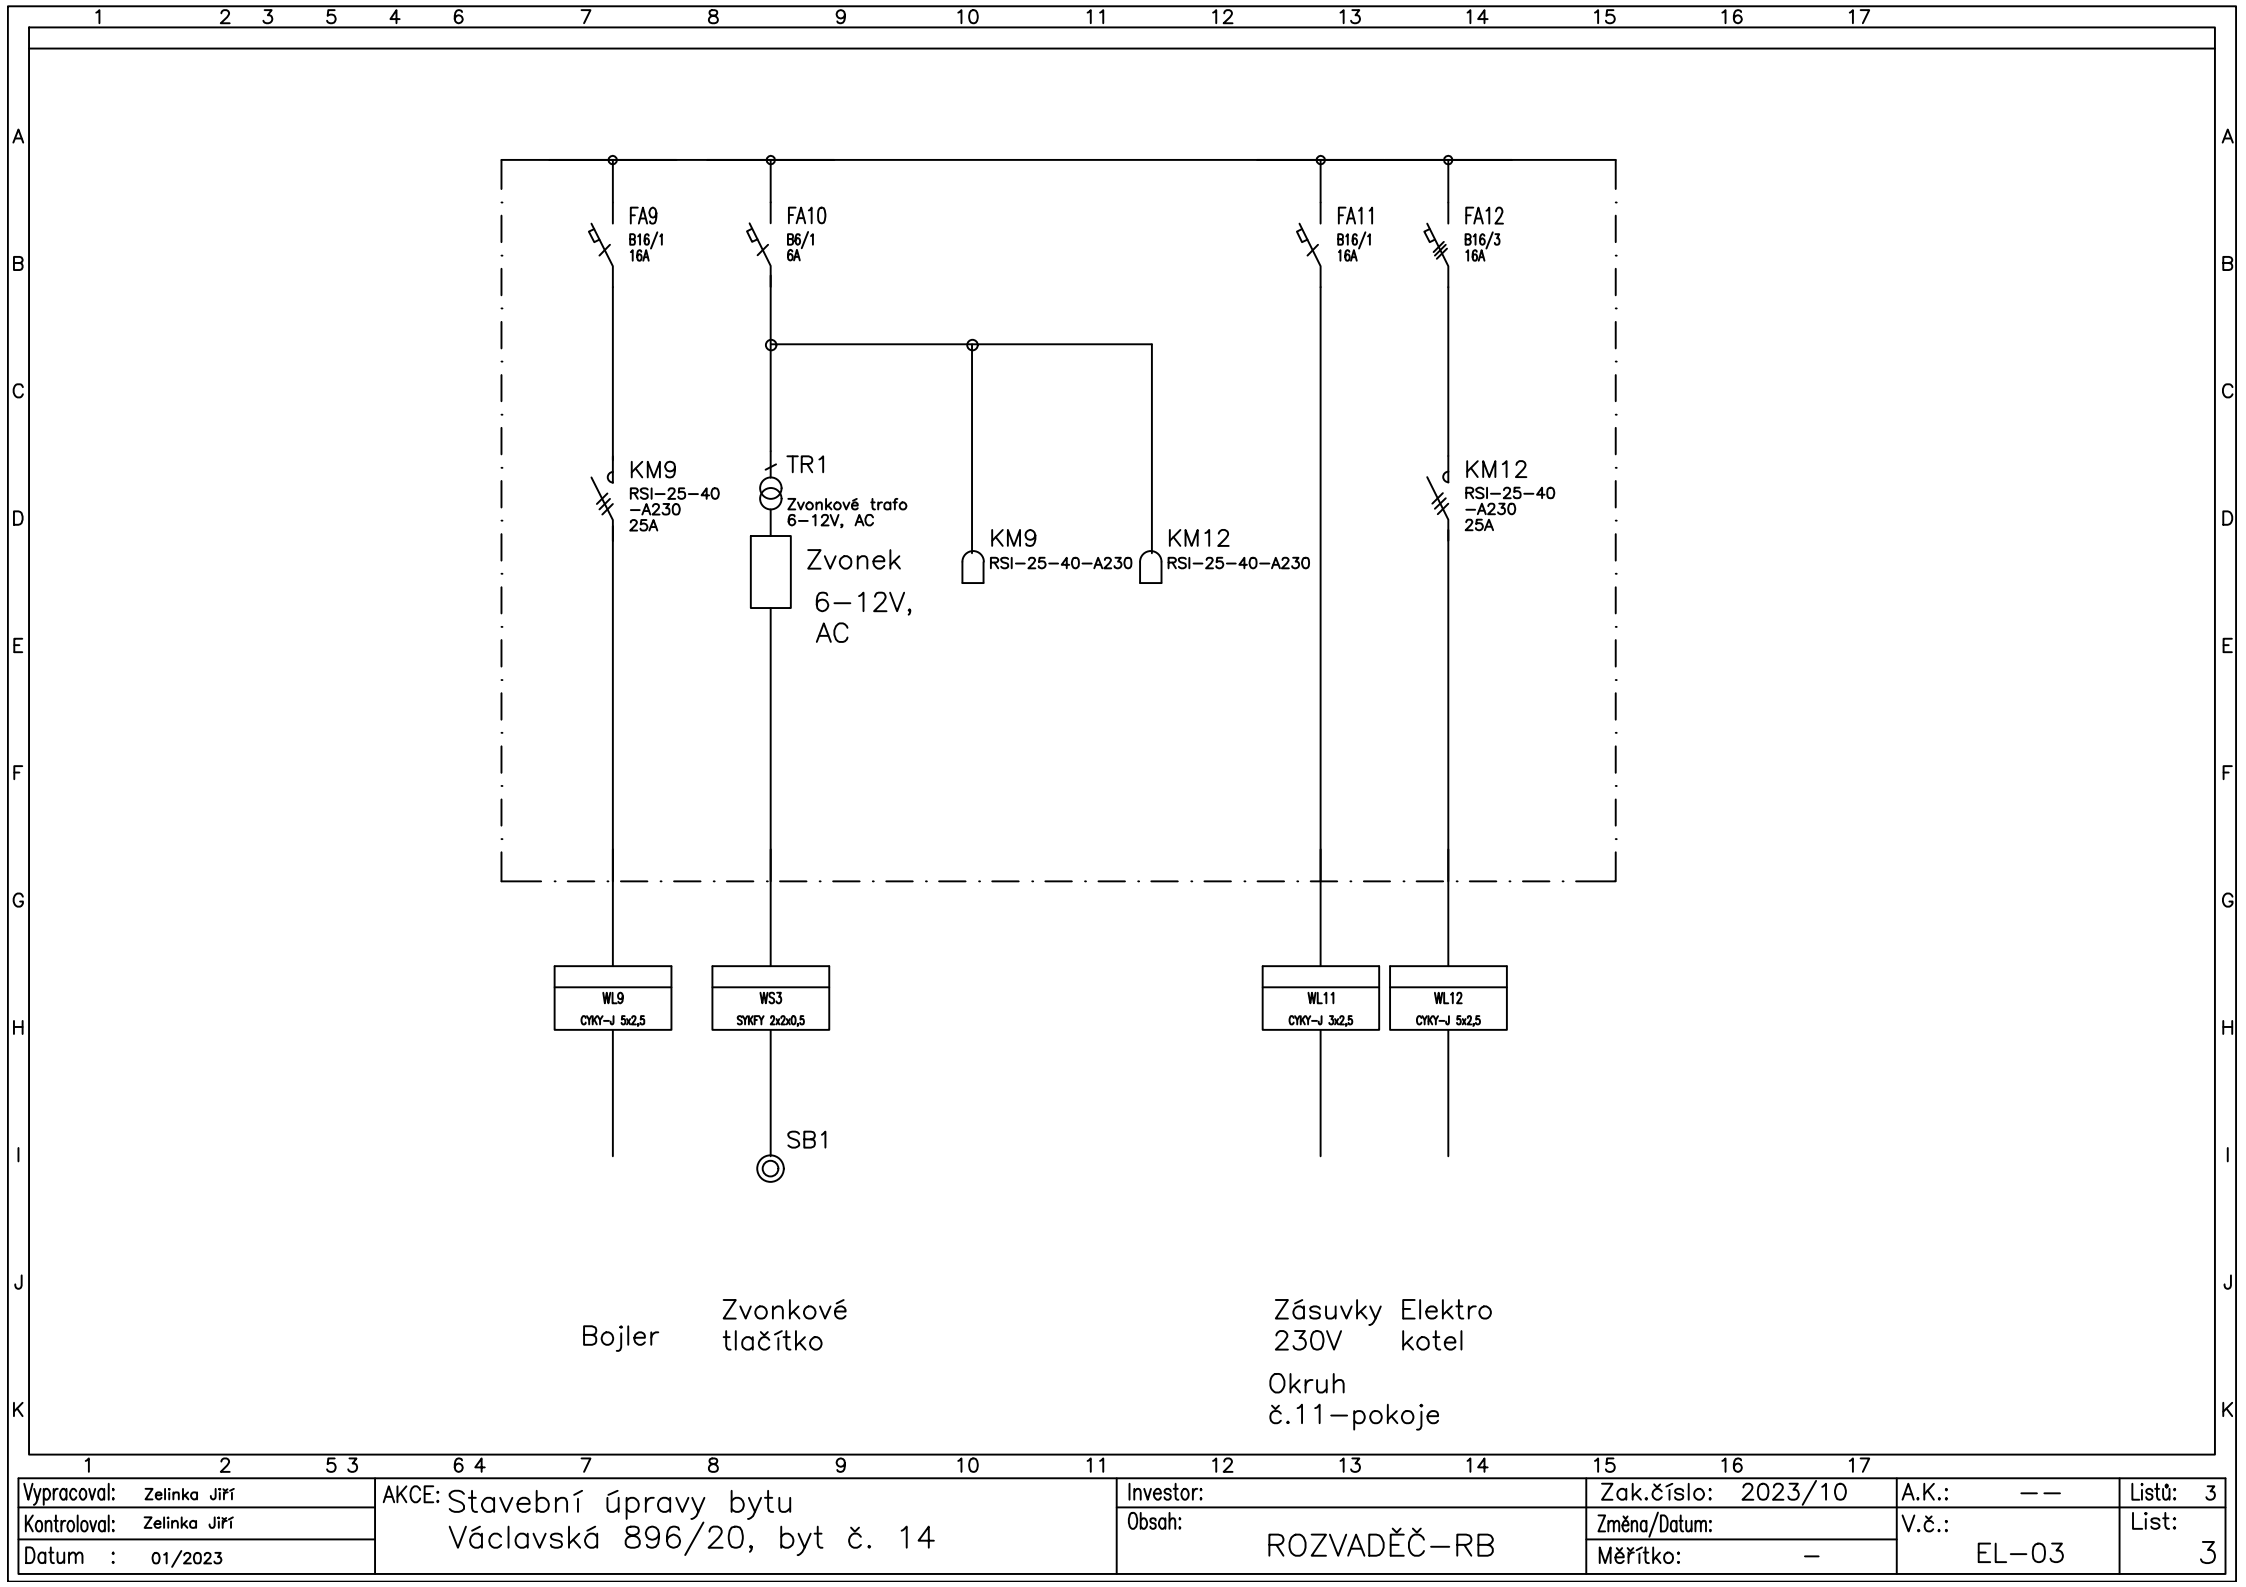 1 2 3 5 4 6 7 8 9 10 11 12 13 14 15 16 17
A A
FA9 FA10 FA11 FA12
B16/1 B6/1 B16/1 B16/3
16A 6A 16A 16A
B B
C C
KM9 TR1 KM12
RSI-25-40 Zvonkové trafo RSI-25-40
-A230 6-12V, AC -A230
25A 25A
D D
KM9 KM12
Zvonek RSI-25-40-A230 RSI-25-40-A230
6-12V,
AC
E E
F F
G G
WL9 WS3 WL11 WL12
CYKY-J 5x2,5 SYKFY 2x2x0,5 CYKY-J 3x2,5 CYKY-J 5x2,5
H H
SB1
I I
J J
Bojler
Zvonkové
tlačítko
Zásuvky
230V
Elektro
kotel
Okruh
č.11-pokoje
K K
1 2 5 3 6 4 7 8 9 10 11 12 13 14 15 16 17
Vypracoval: Zelinka Jiří
Kontroloval: Zelinka Jiří
Datum : 01/2023
AKCE: Stavební úpravy bytu
Václavská 896/20, byt č. 14
Investor:
Obsah:
ROZVADĚČ-RB
Zak.číslo: 2023/10
Změna/Datum:
Měřítko: -
A.K.: --
V.č.:
EL-03
Listů: 3
List:
3